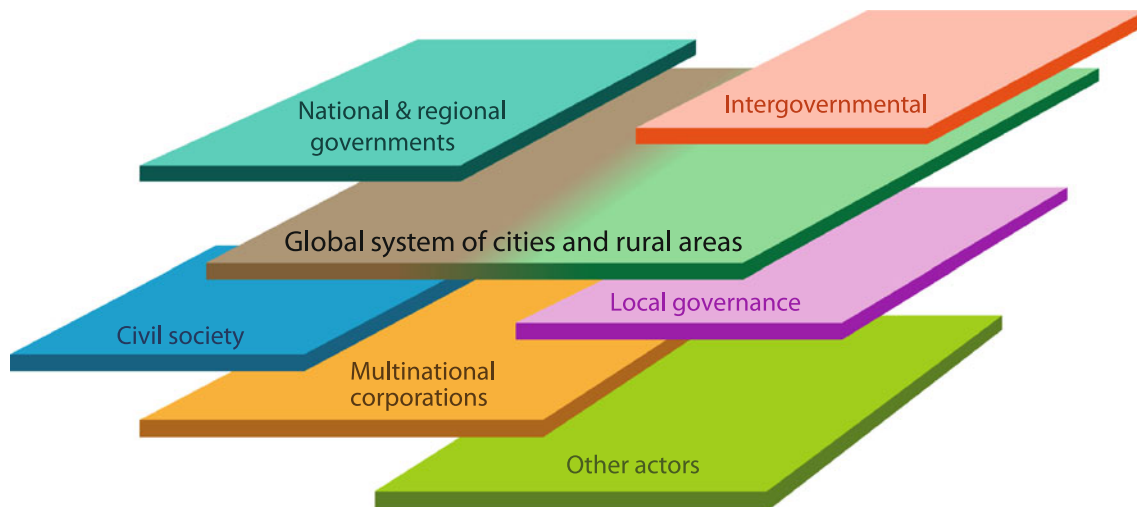 National & regional
governments
Intergovernmental
Global system of cities and rural areas
Local governance
Civil society
Multinational
corporations
Other actors